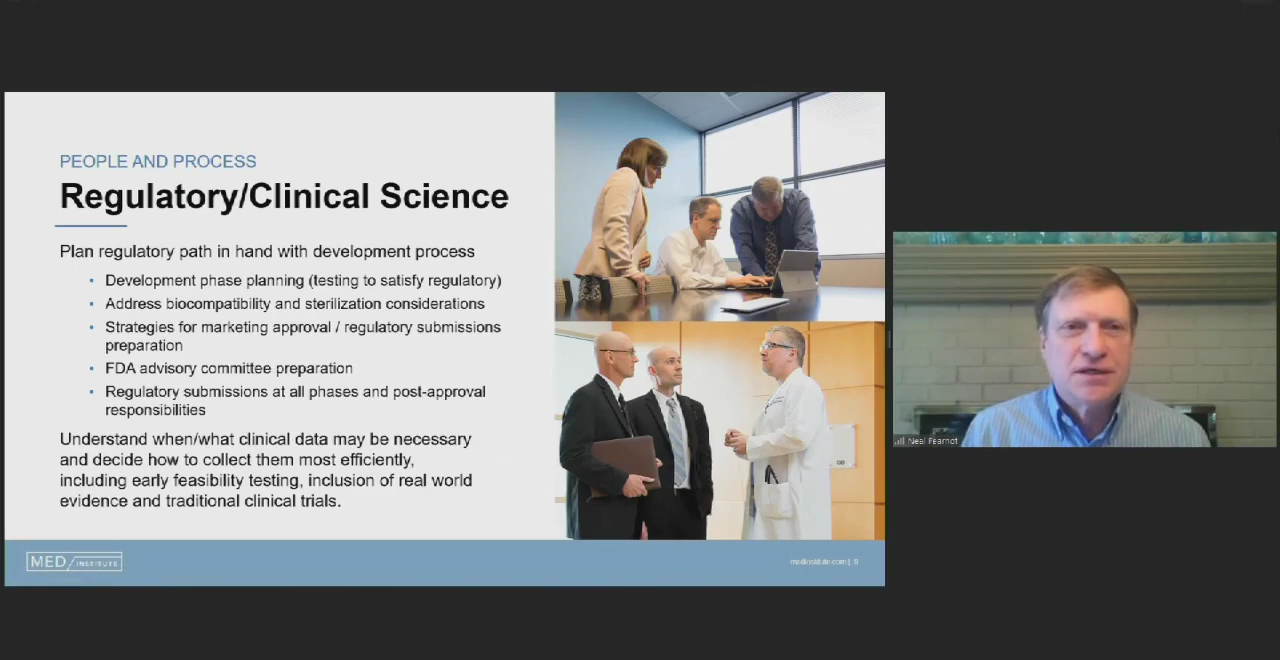 PEOPLE AND PROCESS
Regulatory/Clinical Science
Plan regulatory path in hand with development process
• Development phase planning (testing to satisfy regulatory)
• Address biocompatibility and sterilization considerations
• Strategies for marketing approval / regulatory submissions
preparation
• FDA advisory committee preparation
• Regulatory submissions at all phases and post-approval
responsibilities
Understand when/what clinical data may be necessary
and decide how to collect them most efficiently,
including early feasibility testing, inclusion of real world
evidence and traditional clinical trials.
MED/INSTITUTE
medinstitute.com | 9
Neal Fearnot